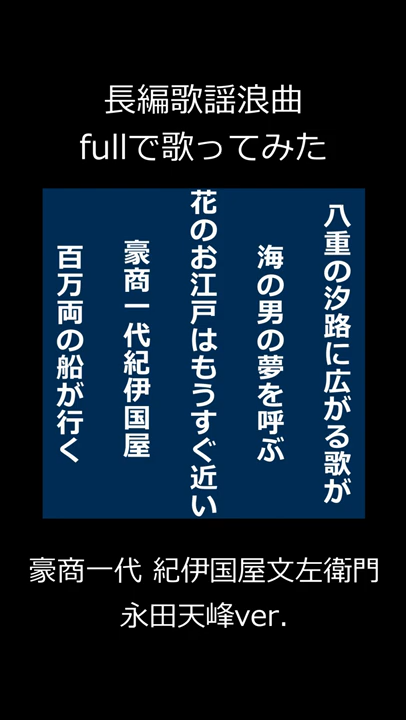 長編歌謡浪曲
fullで歌ってみた
八重の汐路に広がる歌が
海の男の夢を呼ぶ
花のお江戸はもうすぐ近い
豪商一代紀伊国屋
百万両の船が行く
豪商一代 紀伊国屋文左衛門
永田天峰ver.